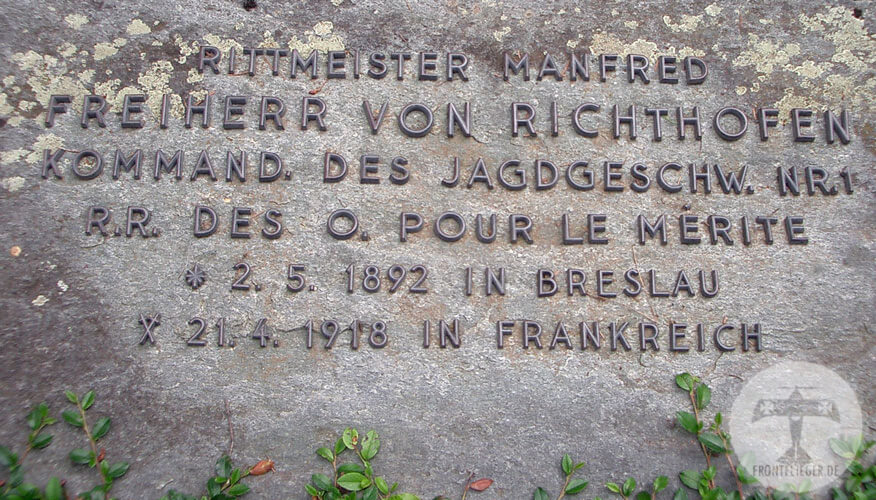 RITTMEISTER MANFRED
FREIHERR VON RICHTHOFEN
KOMMAND. DES JAGDGESCHW. NR.1
R.R. DES O. POUR LE MÉRITE
* 2. 5. 1892 IN BRESLAU
X 21. 4. 1918 IN FRANKREICH
FRONTFLIEGER.DE